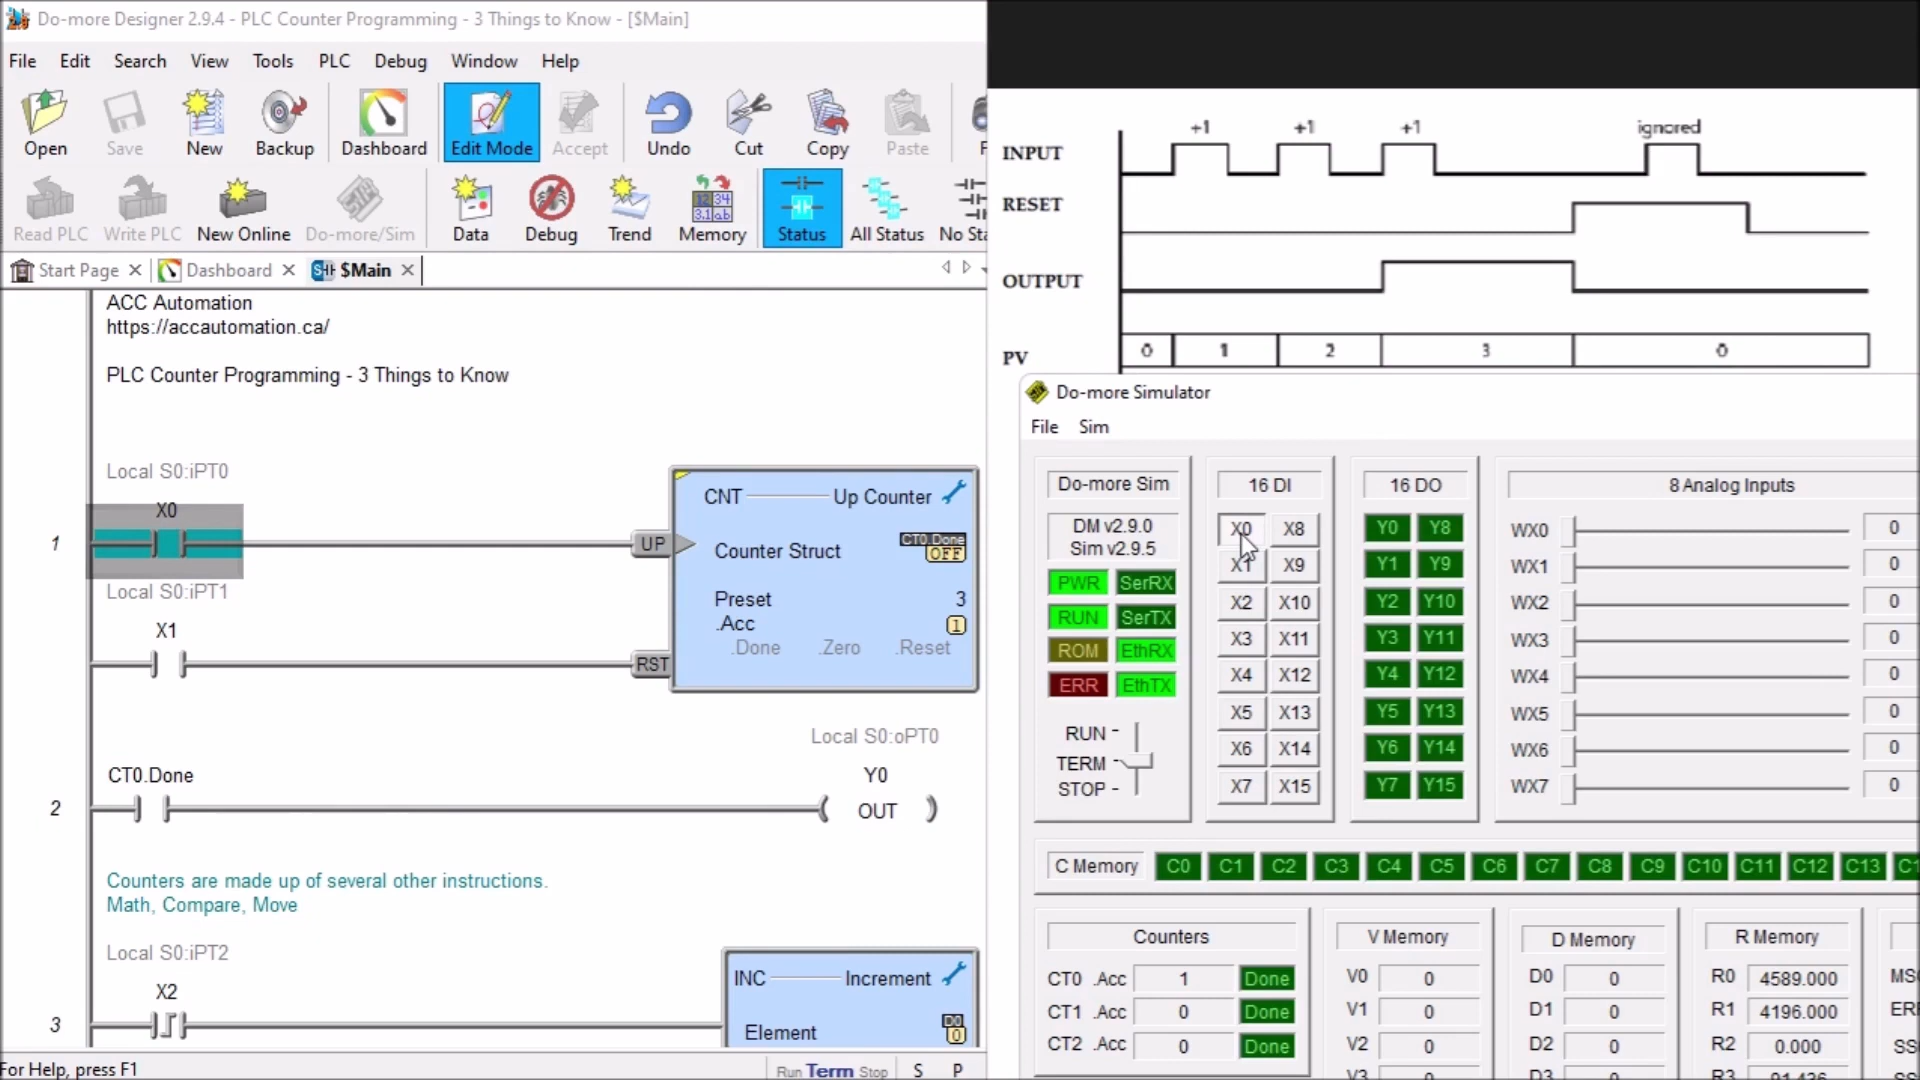 Do-more Designer 2.9.4 - PLC Counter Programming - 3 Things to Know - [$Main]
File Edit Search View Tools PLC Debug Window Help
Open Save New Backup Dashboard Edit Mode Accept Undo Cut Copy Paste
Read PLC Write PLC New Online Do-more/Sim Data Debug Trend Memory Status All Status No Sta
Start Page Dashboard $Main
ACC Automation
https://accautomation.ca/
PLC Counter Programming - 3 Things to Know
Local S0:iPT0
X0
1
UP
CNT Up Counter
Counter Struct CT0.Done
OFF
Preset 3
.Acc 1
.Done .Zero .Reset
Local S0:iPT1
X1
RST
Local S0:oPT0
CT0.Done Y0
2 OUT
Counters are made up of several other instructions.
Math, Compare, Move
Local S0:iPT2
X2
3
INC Increment
Element D0
0
For Help, press F1
Run Term Stop S P
+1 +1 +1 ignored
INPUT
RESET
OUTPUT
PV 0 1 2 3 0
Do-more Simulator
File Sim
Do-more Sim
DM v2.9.0
Sim v2.9.5
PWR SerRX
RUN SerTX
ROM EthRX
ERR EthTX
RUN
TERM
STOP
16 DI
X0 X8
X1 X9
X2 X10
X3 X11
X4 X12
X5 X13
X6 X14
X7 X15
16 DO
Y0 Y8
Y1 Y9
Y2 Y10
Y3 Y11
Y4 Y12
Y5 Y13
Y6 Y14
Y7 Y15
8 Analog Inputs
WX0 0
WX1 0
WX2 0
WX3 0
WX4 0
WX5 0
WX6 0
WX7 0
C Memory C0 C1 C2 C3 C4 C5 C6 C7 C8 C9 C10 C11 C12 C13
Counters
CT0 .Acc 1 Done
CT1 .Acc 0 Done
CT2 .Acc 0 Done
V Memory
V0 0
V1 0
V2 0
V3
D Memory
D0 0
D1 0
D2 0
D3
R Memory
R0 4589.000
R1 4196.000
R2 0.000
R3 91.436